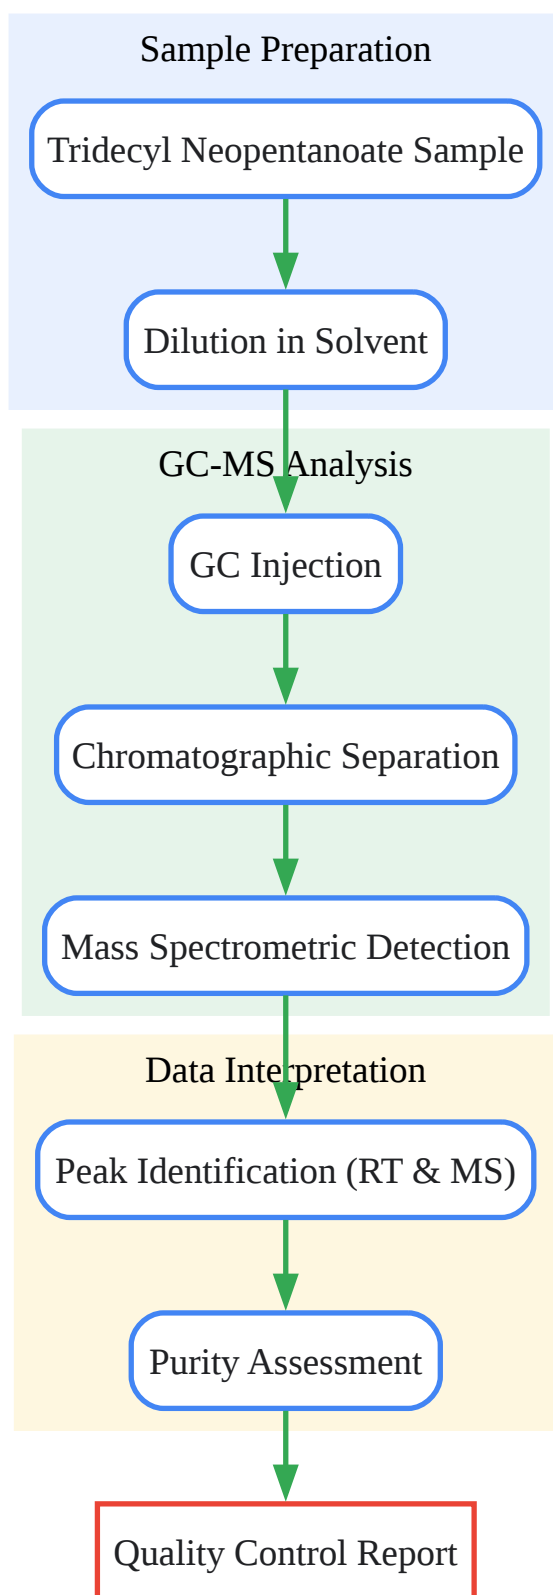 Sample Preparation
Tridecyl Neopentanoate Sample
Dilution in Solvent
GC-MS Analysis
GC Injection
Chromatographic Separation
Mass Spectrometric Detection
Data Interpretation
Peak Identification (RT & MS)
Purity Assessment
Quality Control Report